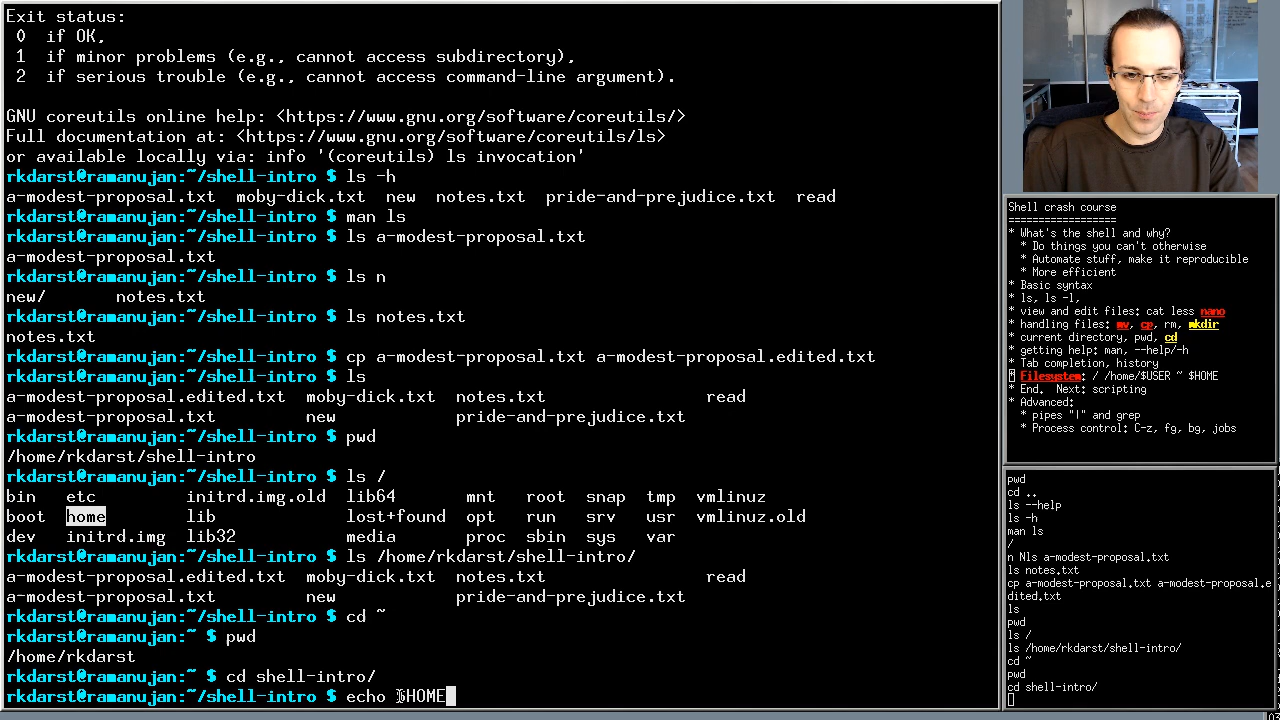 Exit status:
 0  if OK,
 1  if minor problems (e.g., cannot access subdirectory),
 2  if serious trouble (e.g., cannot access command-line argument).
GNU coreutils online help: <https://www.gnu.org/software/coreutils/>
Full documentation at: <https://www.gnu.org/software/coreutils/ls>
or available locally via: info '(coreutils) ls invocation'
rkdarst@ramanujan:~/shell-intro $ ls -h
a-modest-proposal.txt  moby-dick.txt  new  notes.txt  pride-and-prejudice.txt  read
rkdarst@ramanujan:~/shell-intro $ man ls
rkdarst@ramanujan:~/shell-intro $ ls a-modest-proposal.txt
a-modest-proposal.txt
rkdarst@ramanujan:~/shell-intro $ ls n
new/       notes.txt
rkdarst@ramanujan:~/shell-intro $ ls notes.txt
notes.txt
rkdarst@ramanujan:~/shell-intro $ cp a-modest-proposal.txt a-modest-proposal.edited.txt
rkdarst@ramanujan:~/shell-intro $ ls
a-modest-proposal.edited.txt  moby-dick.txt  notes.txt                read
a-modest-proposal.txt         new            pride-and-prejudice.txt
rkdarst@ramanujan:~/shell-intro $ pwd
/home/rkdarst/shell-intro
rkdarst@ramanujan:~/shell-intro $ ls /
bin   etc         initrd.img.old  lib64       mnt   root  snap  tmp  vmlinuz
boot  home        lib             lost+found  opt   run   srv   usr  vmlinuz.old
dev   initrd.img  lib32           media       proc  sbin  sys   var
rkdarst@ramanujan:~/shell-intro $ ls /home/rkdarst/shell-intro/
a-modest-proposal.edited.txt  moby-dick.txt  notes.txt                read
a-modest-proposal.txt         new            pride-and-prejudice.txt
rkdarst@ramanujan:~/shell-intro $ cd ~
rkdarst@ramanujan:~ $ pwd
/home/rkdarst
rkdarst@ramanujan:~ $ cd shell-intro/
rkdarst@ramanujan:~/shell-intro $ echo $HOME
Shell crash course
==================
* What's the shell and why?
  * Do things you can't otherwise
  * Automate stuff, make it reproducible
  * More efficient
* Basic syntax
* ls, ls -l,
* view and edit files: cat less nano
* handling files: mv, cp, rm, mkdir
* current directory, pwd, cd
* getting help: man, --help/-h
* Tab completion, history
* Filesystem: / /home/$USER ~ $HOME
* End.  Next: scripting
* Advanced:
  * pipes "|" and grep
  * Process control: C-z, fg, bg, jobs
pwd
cd ..
ls --help
ls -h
man ls
/
n Nls a-modest-proposal.txt
ls notes.txt
cp a-modest-proposal.txt a-modest-proposal.e
dited.txt
ls
pwd
ls /
ls /home/rkdarst/shell-intro/
cd ~
pwd
cd shell-intro/